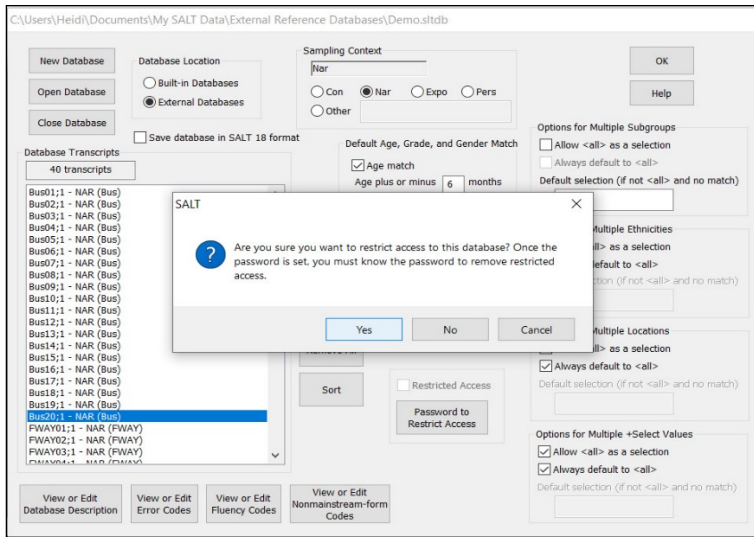 C:\Users\Heidi\Documents\My SALT Data\External Reference Databases\Demo.sltdb
New Database
Open Database
Close Database
Database Location
Built-in Databases
External Databases
Save database in SALT 18 format
Sampling Context
Nar
Con
Nar
Expo
Pers
Other
OK
Help
Default Age, Grade, and Gender Match
Age match
Age plus or minus 6 months
Database Transcripts
40 transcripts
Bus01;1 - NAR (Bus)
Bus02;1 - NAR (Bus)
Bus03;1 - NAR (Bus)
Bus04;1 - NAR (Bus)
Bus05;1 - NAR (Bus)
Bus06;1 - NAR (Bus)
Bus07;1 - NAR (Bus)
Bus08;1 - NAR (Bus)
Bus09;1 - NAR (Bus)
Bus10;1 - NAR (Bus)
Bus11;1 - NAR (Bus)
Bus12;1 - NAR (Bus)
Bus13;1 - NAR (Bus)
Bus14;1 - NAR (Bus)
Bus15;1 - NAR (Bus)
Bus16;1 - NAR (Bus)
Bus17;1 - NAR (Bus)
Bus18;1 - NAR (Bus)
Bus19;1 - NAR (Bus)
Bus20;1 - NAR (Bus)
FWAY01;1 - NAR (FWAY)
FWAY02;1 - NAR (FWAY)
FWAY03;1 - NAR (FWAY)
SALT
Are you sure you want to restrict access to this database? Once the
password is set, you must know the password to remove restricted
access.
Yes
No
Cancel
Sort
Restricted Access
Password to
Restrict Access
Options for Multiple Subgroups
Allow <all> as a selection
Always default to <all>
Default selection (if not <all> and no match)
Multiple Ethnicities
as a selection
default to <all>
(if not <all> and no match)
Multiple Locations
as a selection
Always default to <all>
Default selection (if not <all> and no match)
Options for Multiple +Select Values
Allow <all> as a selection
Always default to <all>
Default selection (if not <all> and no match)
View or Edit
Database Description
View or Edit
Error Codes
View or Edit
Fluency Codes
View or Edit
Nonmainstream-form
Codes